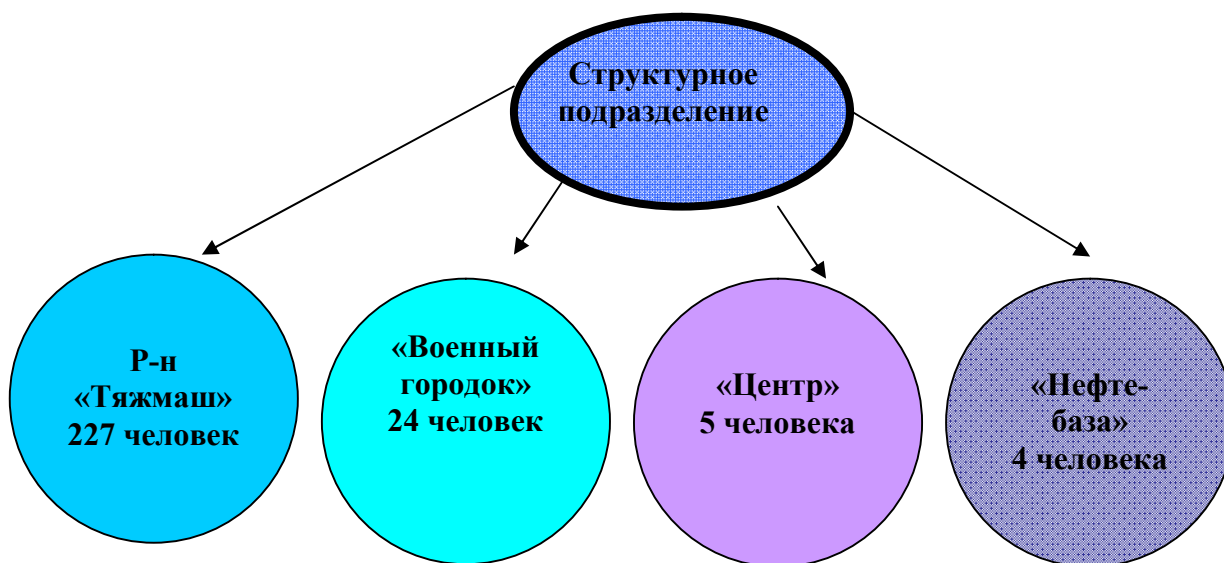 Структурное
подразделение
Р-н
«Тяжмаш»
227 человек
«Военный
городок»
24 человек
«Центр»
5 человека
«Нефте-
база»
4 человека